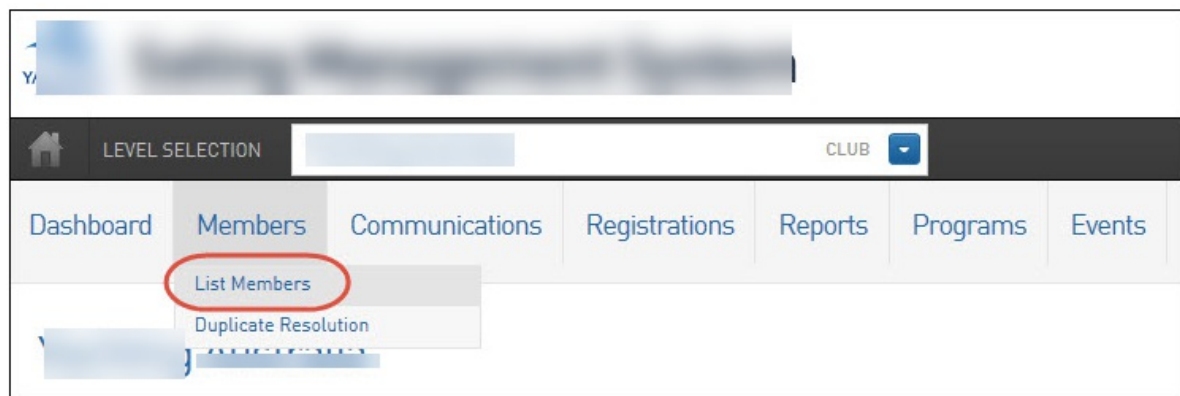 LEVEL SELECTION CLUB
Dashboard Members Communications Registrations Reports Programs Events
List Members
Duplicate Resolution